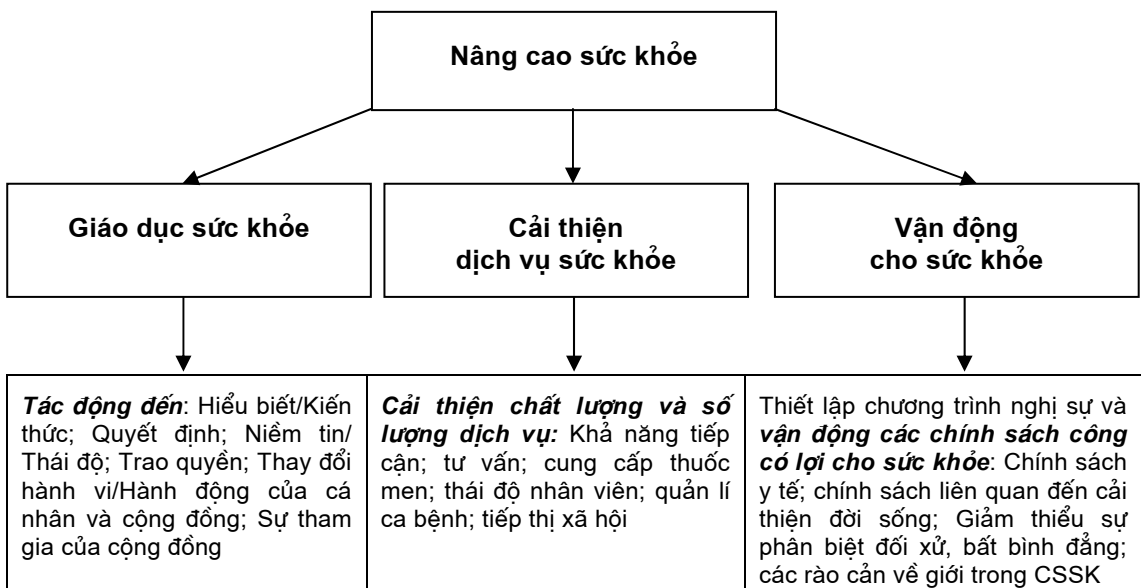 Nâng cao sức khỏe
Giáo dục sức khỏe
Cải thiện
dịch vụ sức khỏe
Vận động
cho sức khỏe
Tác động đến: Hiểu biết/Kiến
thức; Quyết định; Niềm tin/
Thái độ; Trao quyền; Thay đổi
hành vi/Hành động của cá
nhân và cộng đồng; Sự tham
gia của cộng đồng
Cải thiện chất lượng và số
lượng dịch vụ: Khả năng tiếp
cận; tư vấn; cung cấp thuốc
men; thái độ nhân viên; quản lí
ca bệnh; tiếp thị xã hội
Thiết lập chương trình nghị sự và
vận động các chính sách công
có lợi cho sức khỏe: Chính sách
y tế; chính sách liên quan đến cải
thiện đời sống; Giảm thiểu sự
phân biệt đối xử, bất bình đẳng;
các rào cản về giới trong CSSK